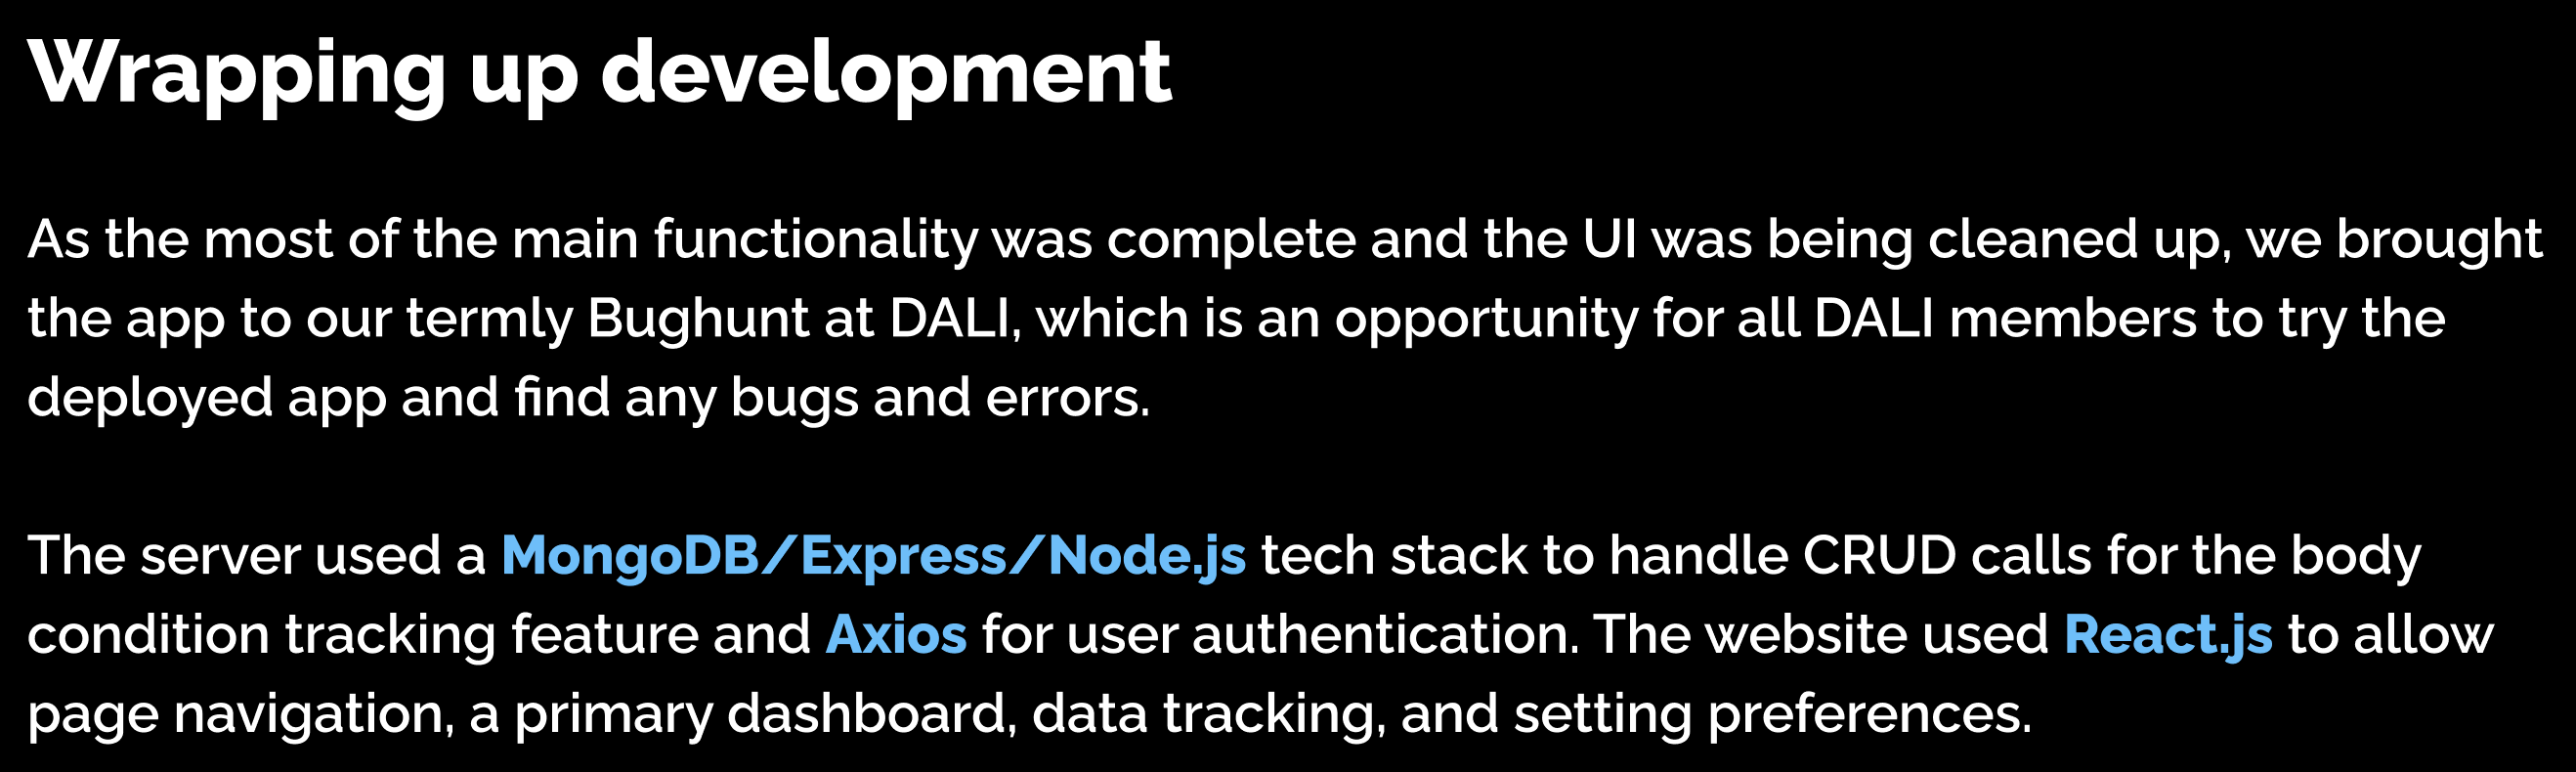 Wrapping up development
As the most of the main functionality was complete and the UI was being cleaned up, we brought
the app to our termly Bughunt at DALI, which is an opportunity for all DALI members to try the
deployed app and find any bugs and errors.
The server used a MongoDB/Express/Node.js tech stack to handle CRUD calls for the body
condition tracking feature and Axios for user authentication. The website used React.js to allow
page navigation, a primary dashboard, data tracking, and setting preferences.